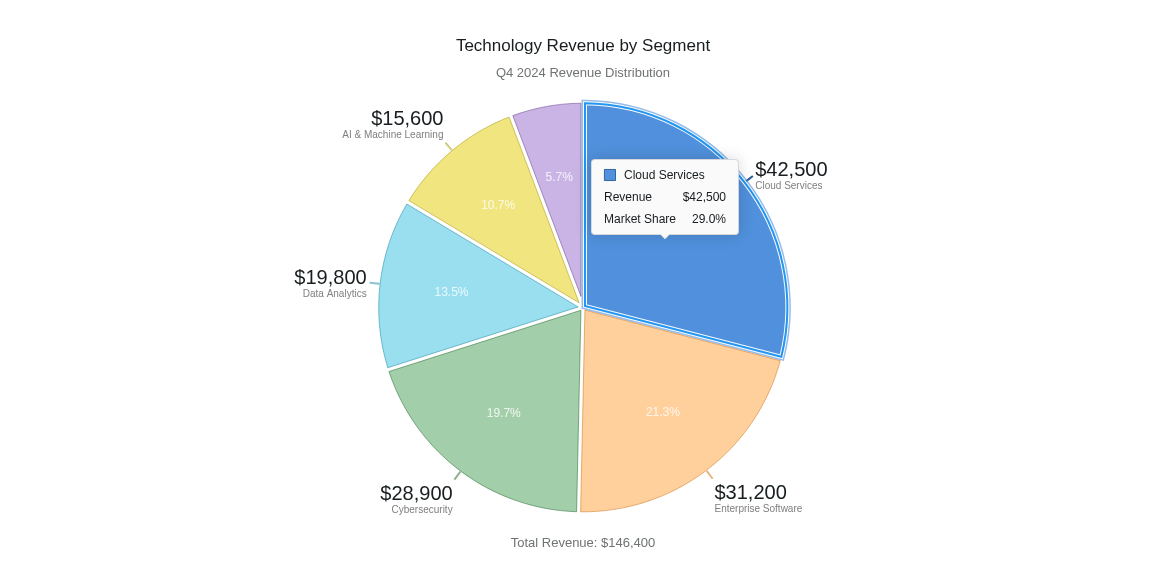 Technology Revenue by Segment
Q4 2024 Revenue Distribution
$15,600
AI & Machine Learning
$42,500
Cloud Services
Cloud Services
Revenue $42,500
Market Share 29.0%
5.7%
10.7%
$19,800
Data Analytics
13.5%
19.7%
21.3%
$28,900
Cybersecurity
$31,200
Enterprise Software
Total Revenue: $146,400